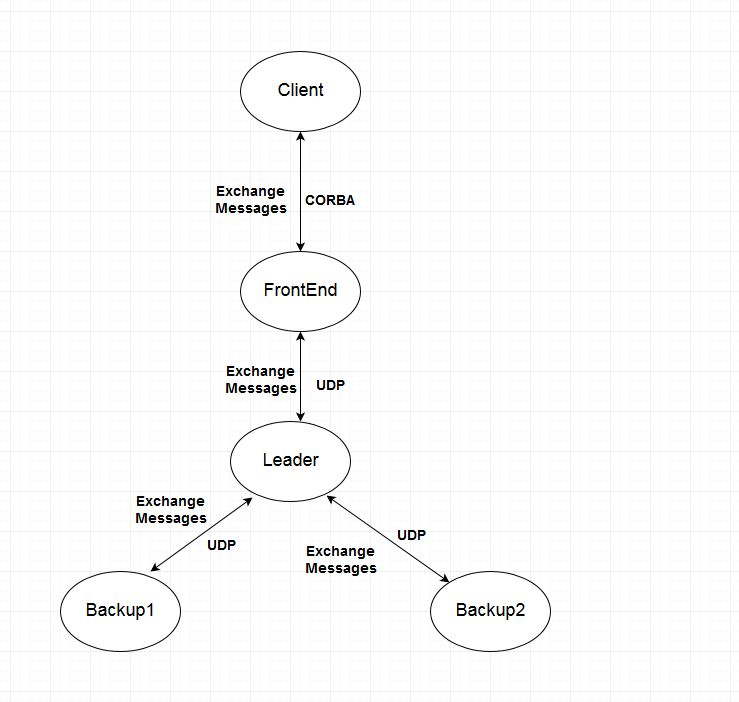 Client
Exchange
Messages
CORBA
FrontEnd
Exchange
Messages
UDP
Leader
Exchange
Messages
UDP
UDP
Exchange
Messages
Backup1
Backup2